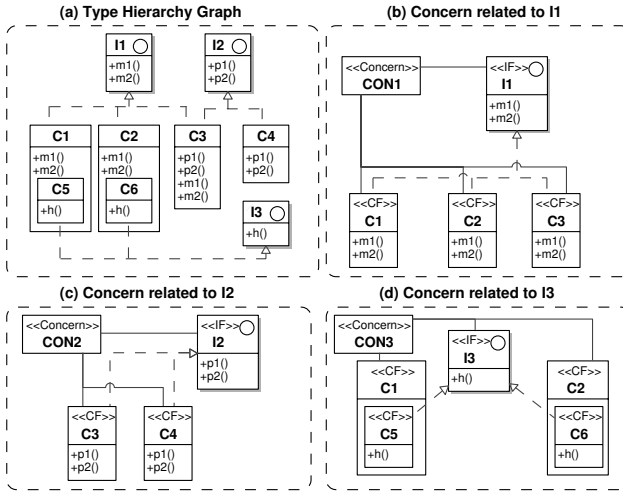 (a) Type Hierarchy Graph
I1
+m1()
+m2()
I2
+p1()
+p2()
C1
+m1()
+m2()
C5
+h()
C2
+m1()
+m2()
C6
+h()
C3
+p1()
+p2()
+m1()
+m2()
C4
+p1()
+p2()
I3
+h()
(b) Concern related to I1
<<Concern>>
CON1
<<IF>>
I1
+m1()
+m2()
<<CF>>
C1
+m1()
+m2()
<<CF>>
C2
+m1()
+m2()
<<CF>>
C3
+m1()
+m2()
(c) Concern related to I2
<<Concern>>
CON2
<<IF>>
I2
+p1()
+p2()
<<CF>>
C3
+p1()
+p2()
<<CF>>
C4
+p1()
+p2()
(d) Concern related to I3
<<Concern>>
CON3
<<IF>>
I3
+h()
<<CF>>
C1
<<CF>>
C5
+h()
<<CF>>
C2
<<CF>>
C6
+h()